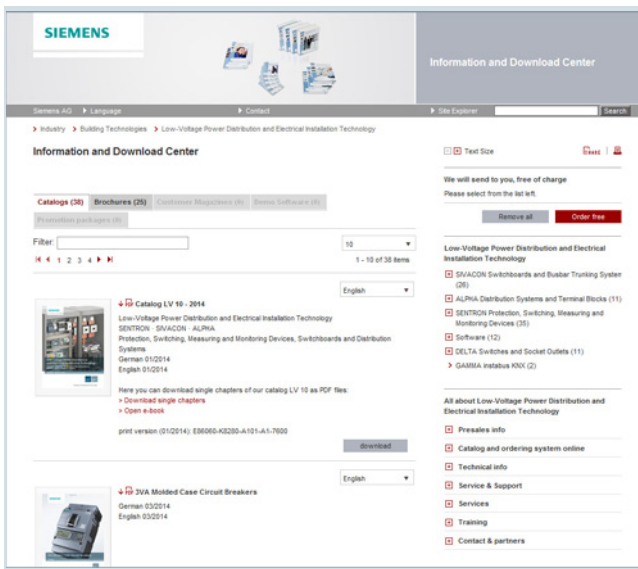 SIEMENS
Information and Download Center
Siemens AG Language Contact Site Explorer Search
Industry Building Technologies Low-Voltage Power Distribution and Electrical Installation Technology
Information and Download Center
Catalogs (38) Brochures (25) Customer Magazines (0) Demo Software (0)
Promotion packages (0)
Filter: 10
1 2 3 4 1 - 10 of 38 items
English
Catalog LV 10 - 2014
Low-Voltage Power Distribution and Electrical Installation Technology
SENTRON · SIVACON · ALPHA
Protection, Switching, Measuring and Monitoring Devices, Switchboards and Distribution
Systems
German 01/2014
English 01/2014
Here you can download single chapters of our catalog LV 10 as PDF files:
> Download single chapters
> Open e-book
print version (01/2014): E86060-K8280-A101-A1-7600
download
English
3VA Molded Case Circuit Breakers
German 03/2014
English 03/2014
Text Size
We will send to you, free of charge
Please select from the list left.
Remove all Order free
Low-Voltage Power Distribution and Electrical
Installation Technology
SIVACON Switchboards and Busbar Trunking System
(26)
ALPHA Distribution Systems and Terminal Blocks (11)
SENTRON Protection, Switching, Measuring and
Monitoring Devices (35)
Software (12)
DELTA Switches and Socket Outlets (11)
GAMMA instabus KNX (2)
All about Low-Voltage Power Distribution and
Electrical Installation Technology
Presales info
Catalog and ordering system online
Technical info
Service & Support
Services
Training
Contact & partners